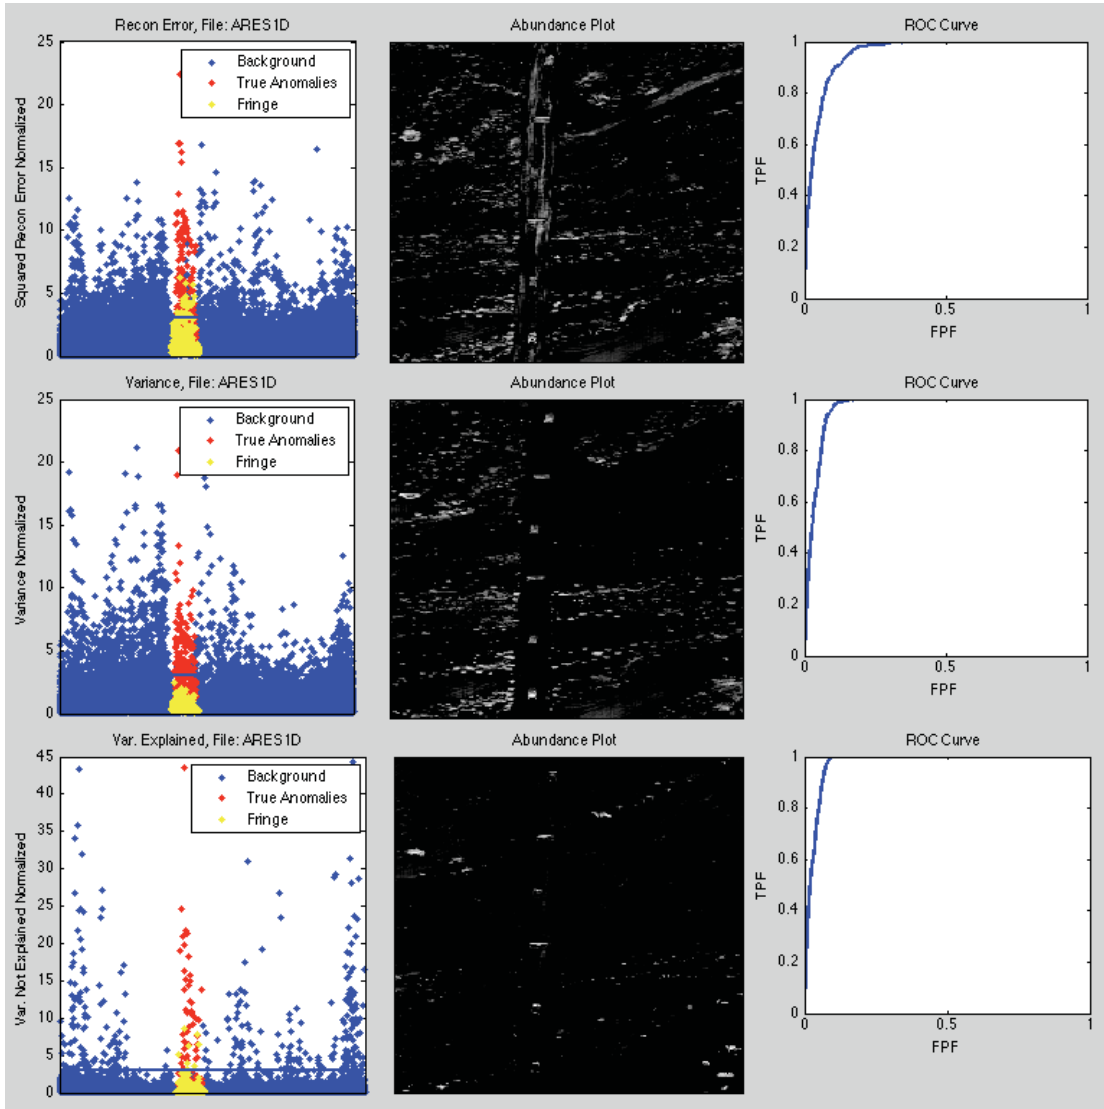 Recon Error, File: ARES1D
Abundance Plot
ROC Curve
Squared Recon Error Normalized
25
20
15
10
5
0
Background
True Anomalies
Fringe
TPF
1
0.8
0.6
0.4
0.2
0
0
0.5
1
FPF
Variance, File: ARES1D
Abundance Plot
ROC Curve
Variance Normalized
25
20
15
10
5
0
Background
True Anomalies
Fringe
TPF
1
0.8
0.6
0.4
0.2
0
0
0.5
1
FPF
Var. Explained, File: ARES1D
Abundance Plot
ROC Curve
Var. Not Explained Normalized
45
40
35
30
25
20
15
10
5
0
Background
True Anomalies
Fringe
TPF
1
0.8
0.6
0.4
0.2
0
0
0.5
1
FPF